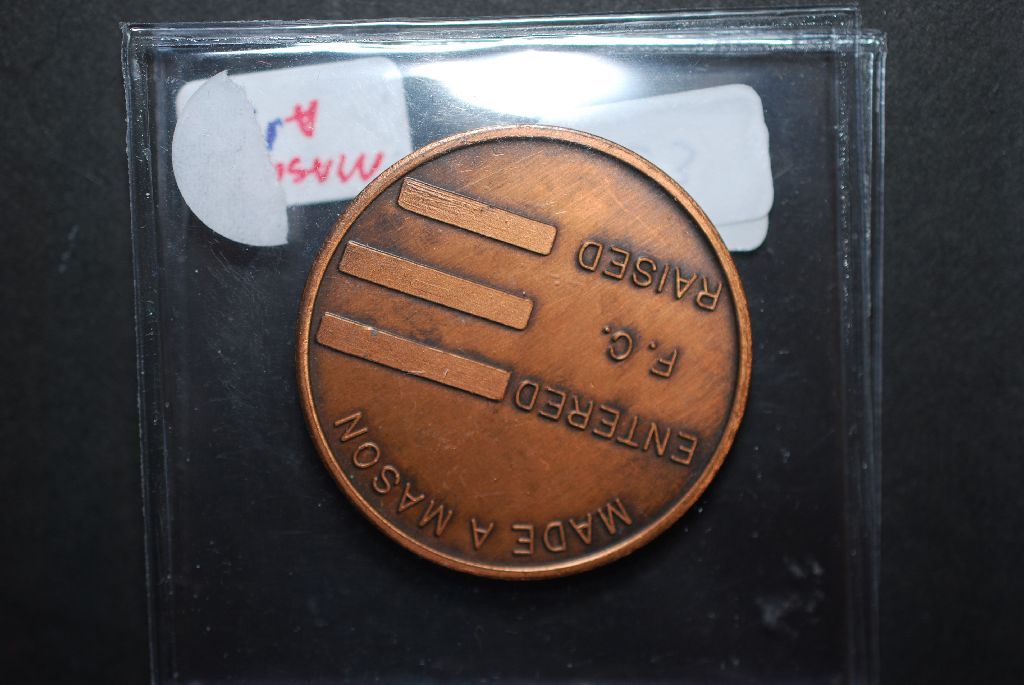 MADE A MASON
ENTERED
F.C.
RAISED